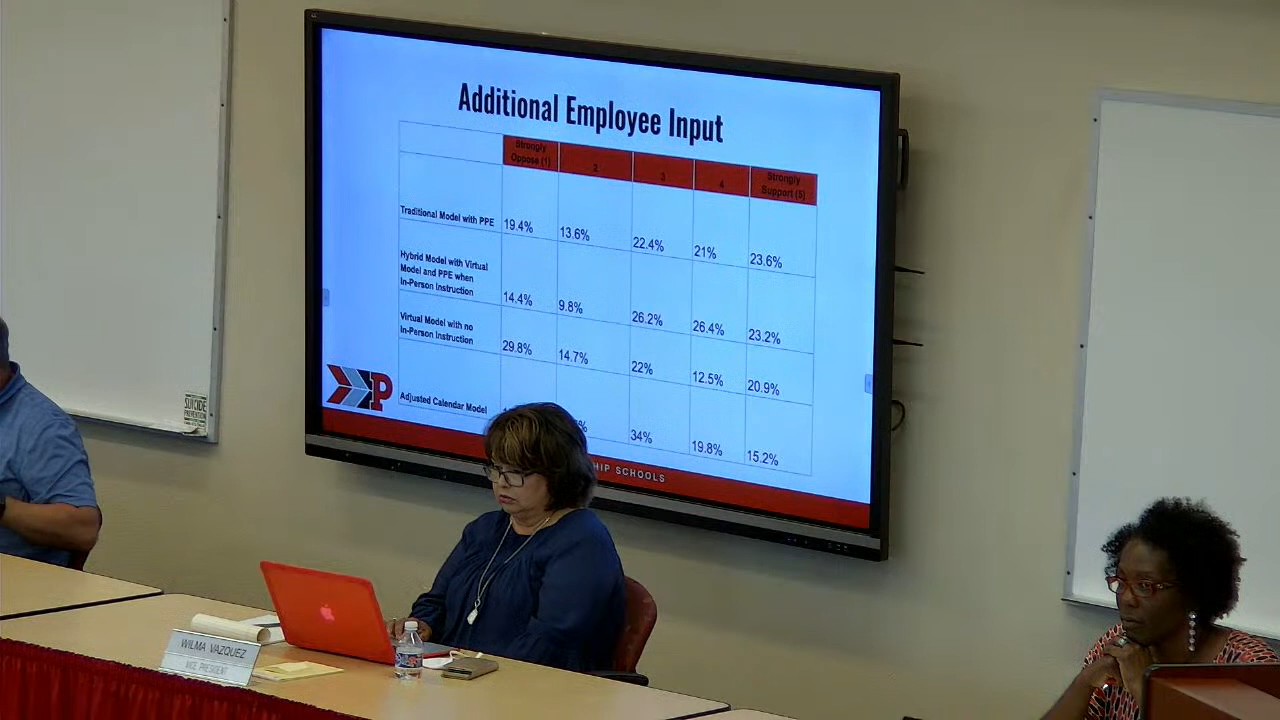 Additional Employee Input
Strongly
Oppose (1)
2
3
4
Strongly
Support (5)
Traditional Model with PPE
19.4%
13.6%
22.4%
21%
23.6%
Hybrid Model with Virtual
Model and PPE when
In-Person Instruction
14.4%
9.8%
26.2%
26.4%
23.2%
Virtual Model with no
In-Person Instruction
29.8%
14.7%
22%
12.5%
20.9%
Adjusted Calendar Model
%
34%
19.8%
15.2%
P
HIP SCHOOLS
SUICIDE
PREVENTION
WILMA VAZQUEZ
VICE PRESIDENT